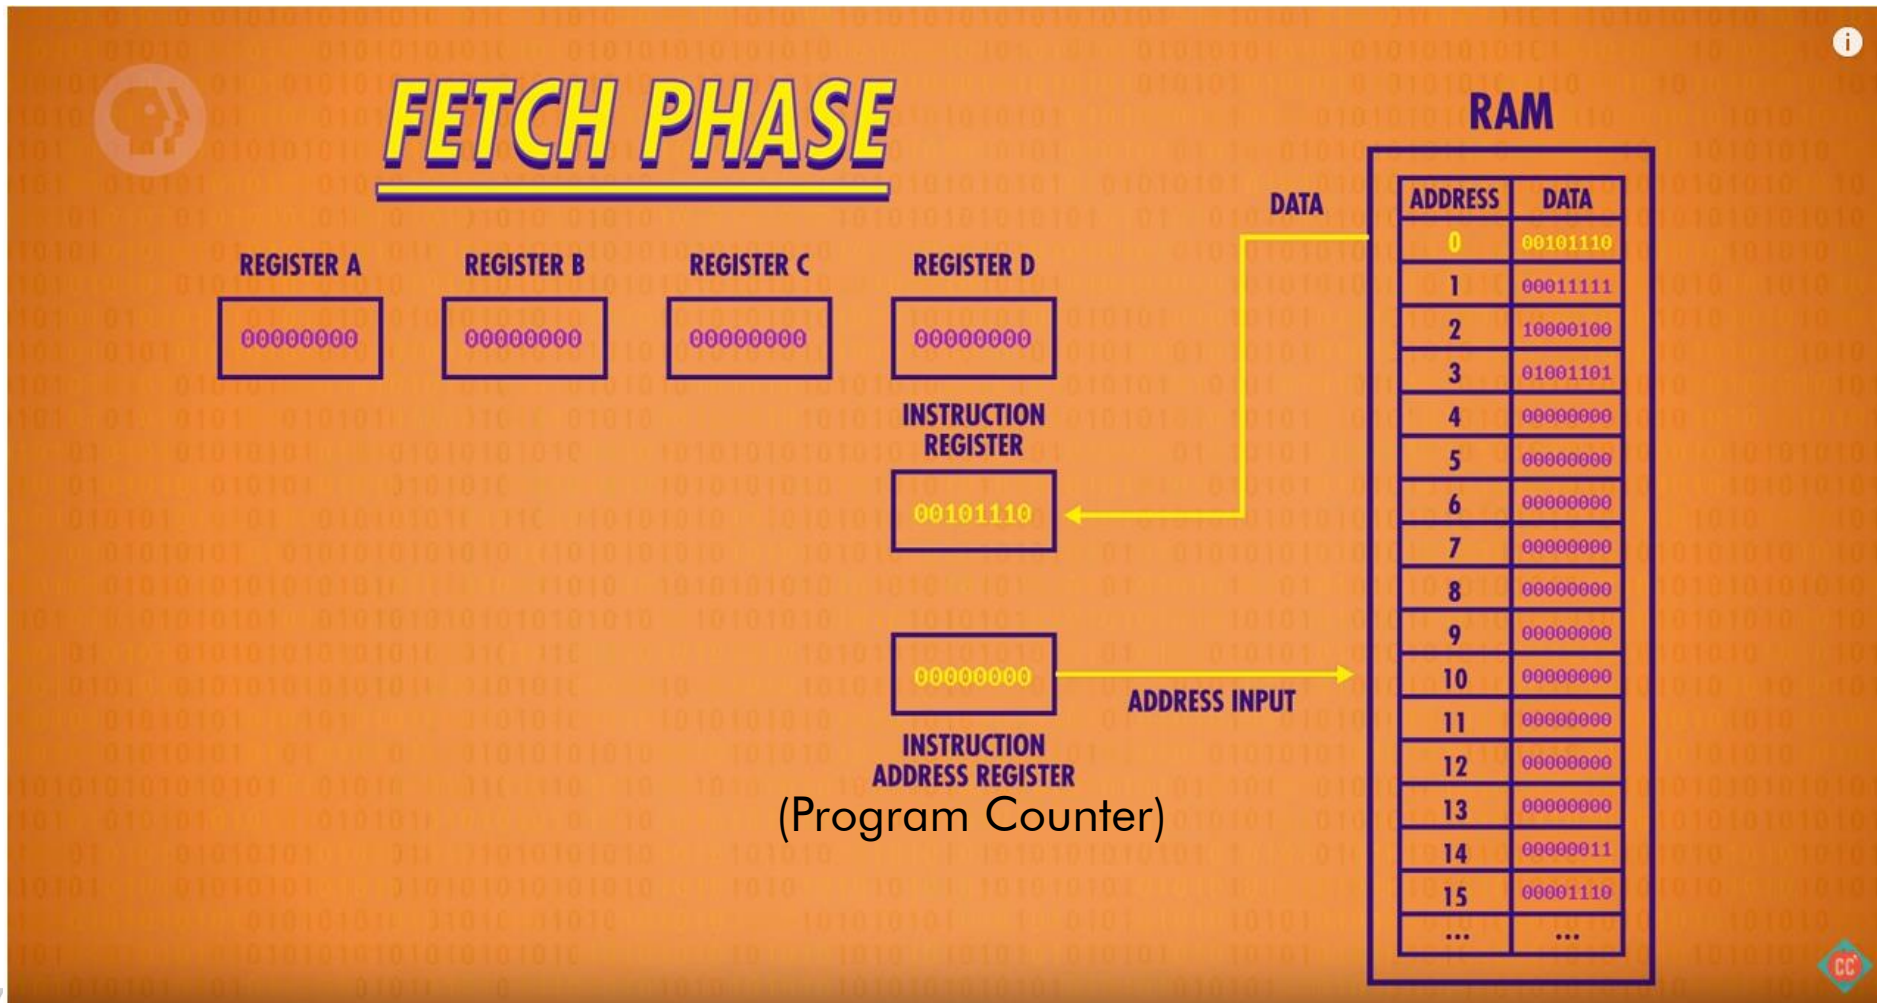 FETCH PHASE
RAM
DATA
ADDRESS DATA
0 00101110
1 00011111
2 10000100
3 01001101
4 00000000
5 00000000
6 00000000
7 00000000
8 00000000
9 00000000
10 00000000
11 00000000
12 00000000
13 00000000
14 00000011
15 00001110
... ...
REGISTER A REGISTER B REGISTER C REGISTER D
00000000 00000000 00000000 00000000
INSTRUCTION
REGISTER
00101110
00000000
ADDRESS INPUT
INSTRUCTION
ADDRESS REGISTER
(Program Counter)
i
CC